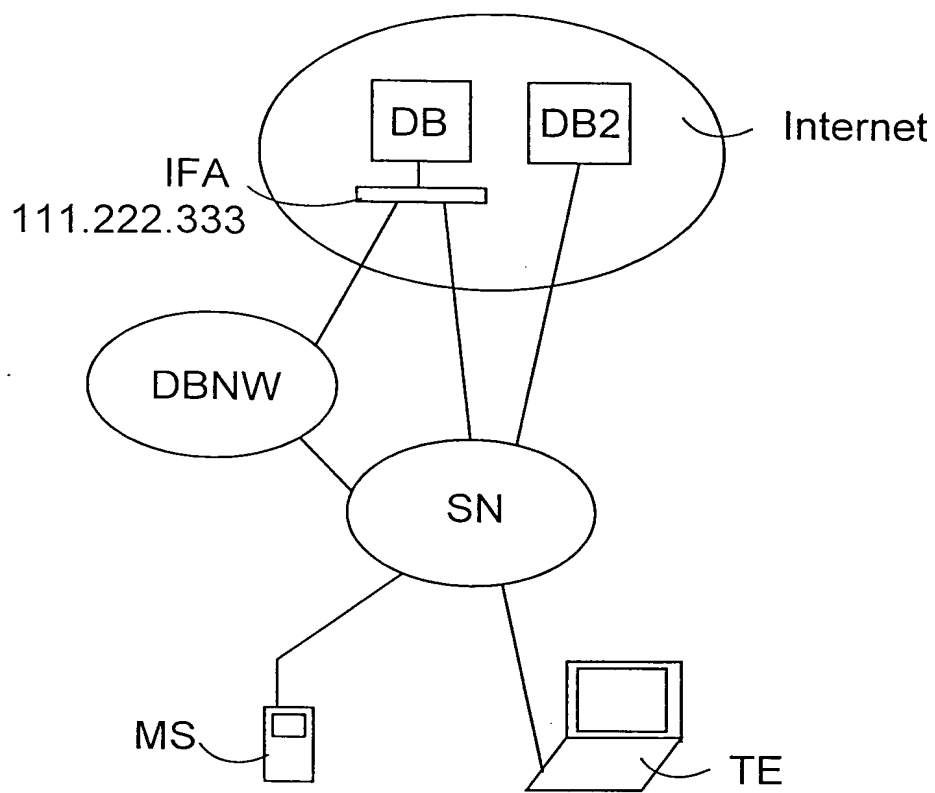 DB
DB2
Internet
IFA
111.222.333
DBNW
SN
MS
TE